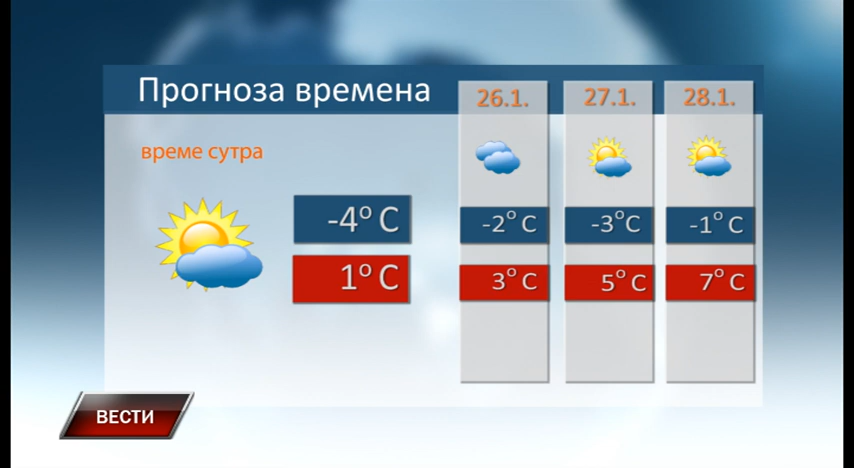 Прогноза времена
време сутра
-4° C
1° C
26.1.
-2° C
3° C
27.1.
-3°C
5° C
28.1.
-1° C
7° C
ВЕСТИ